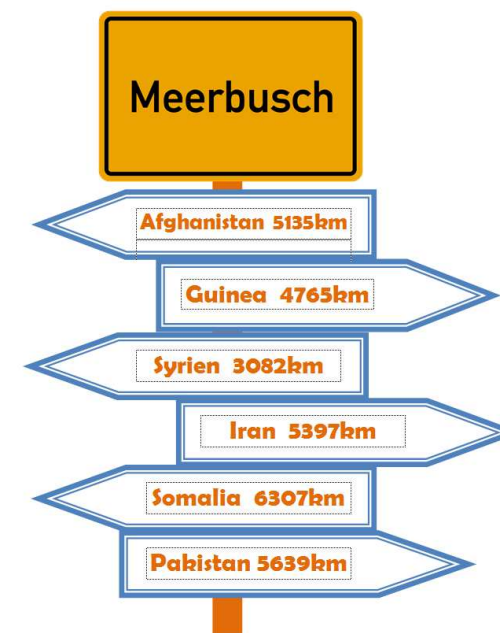 Meerbusch
Afghanistan 5135km
Guinea 4765km
Syrien 3082km
Iran 5397km
Somalia 6307km
Pakistan 5639km